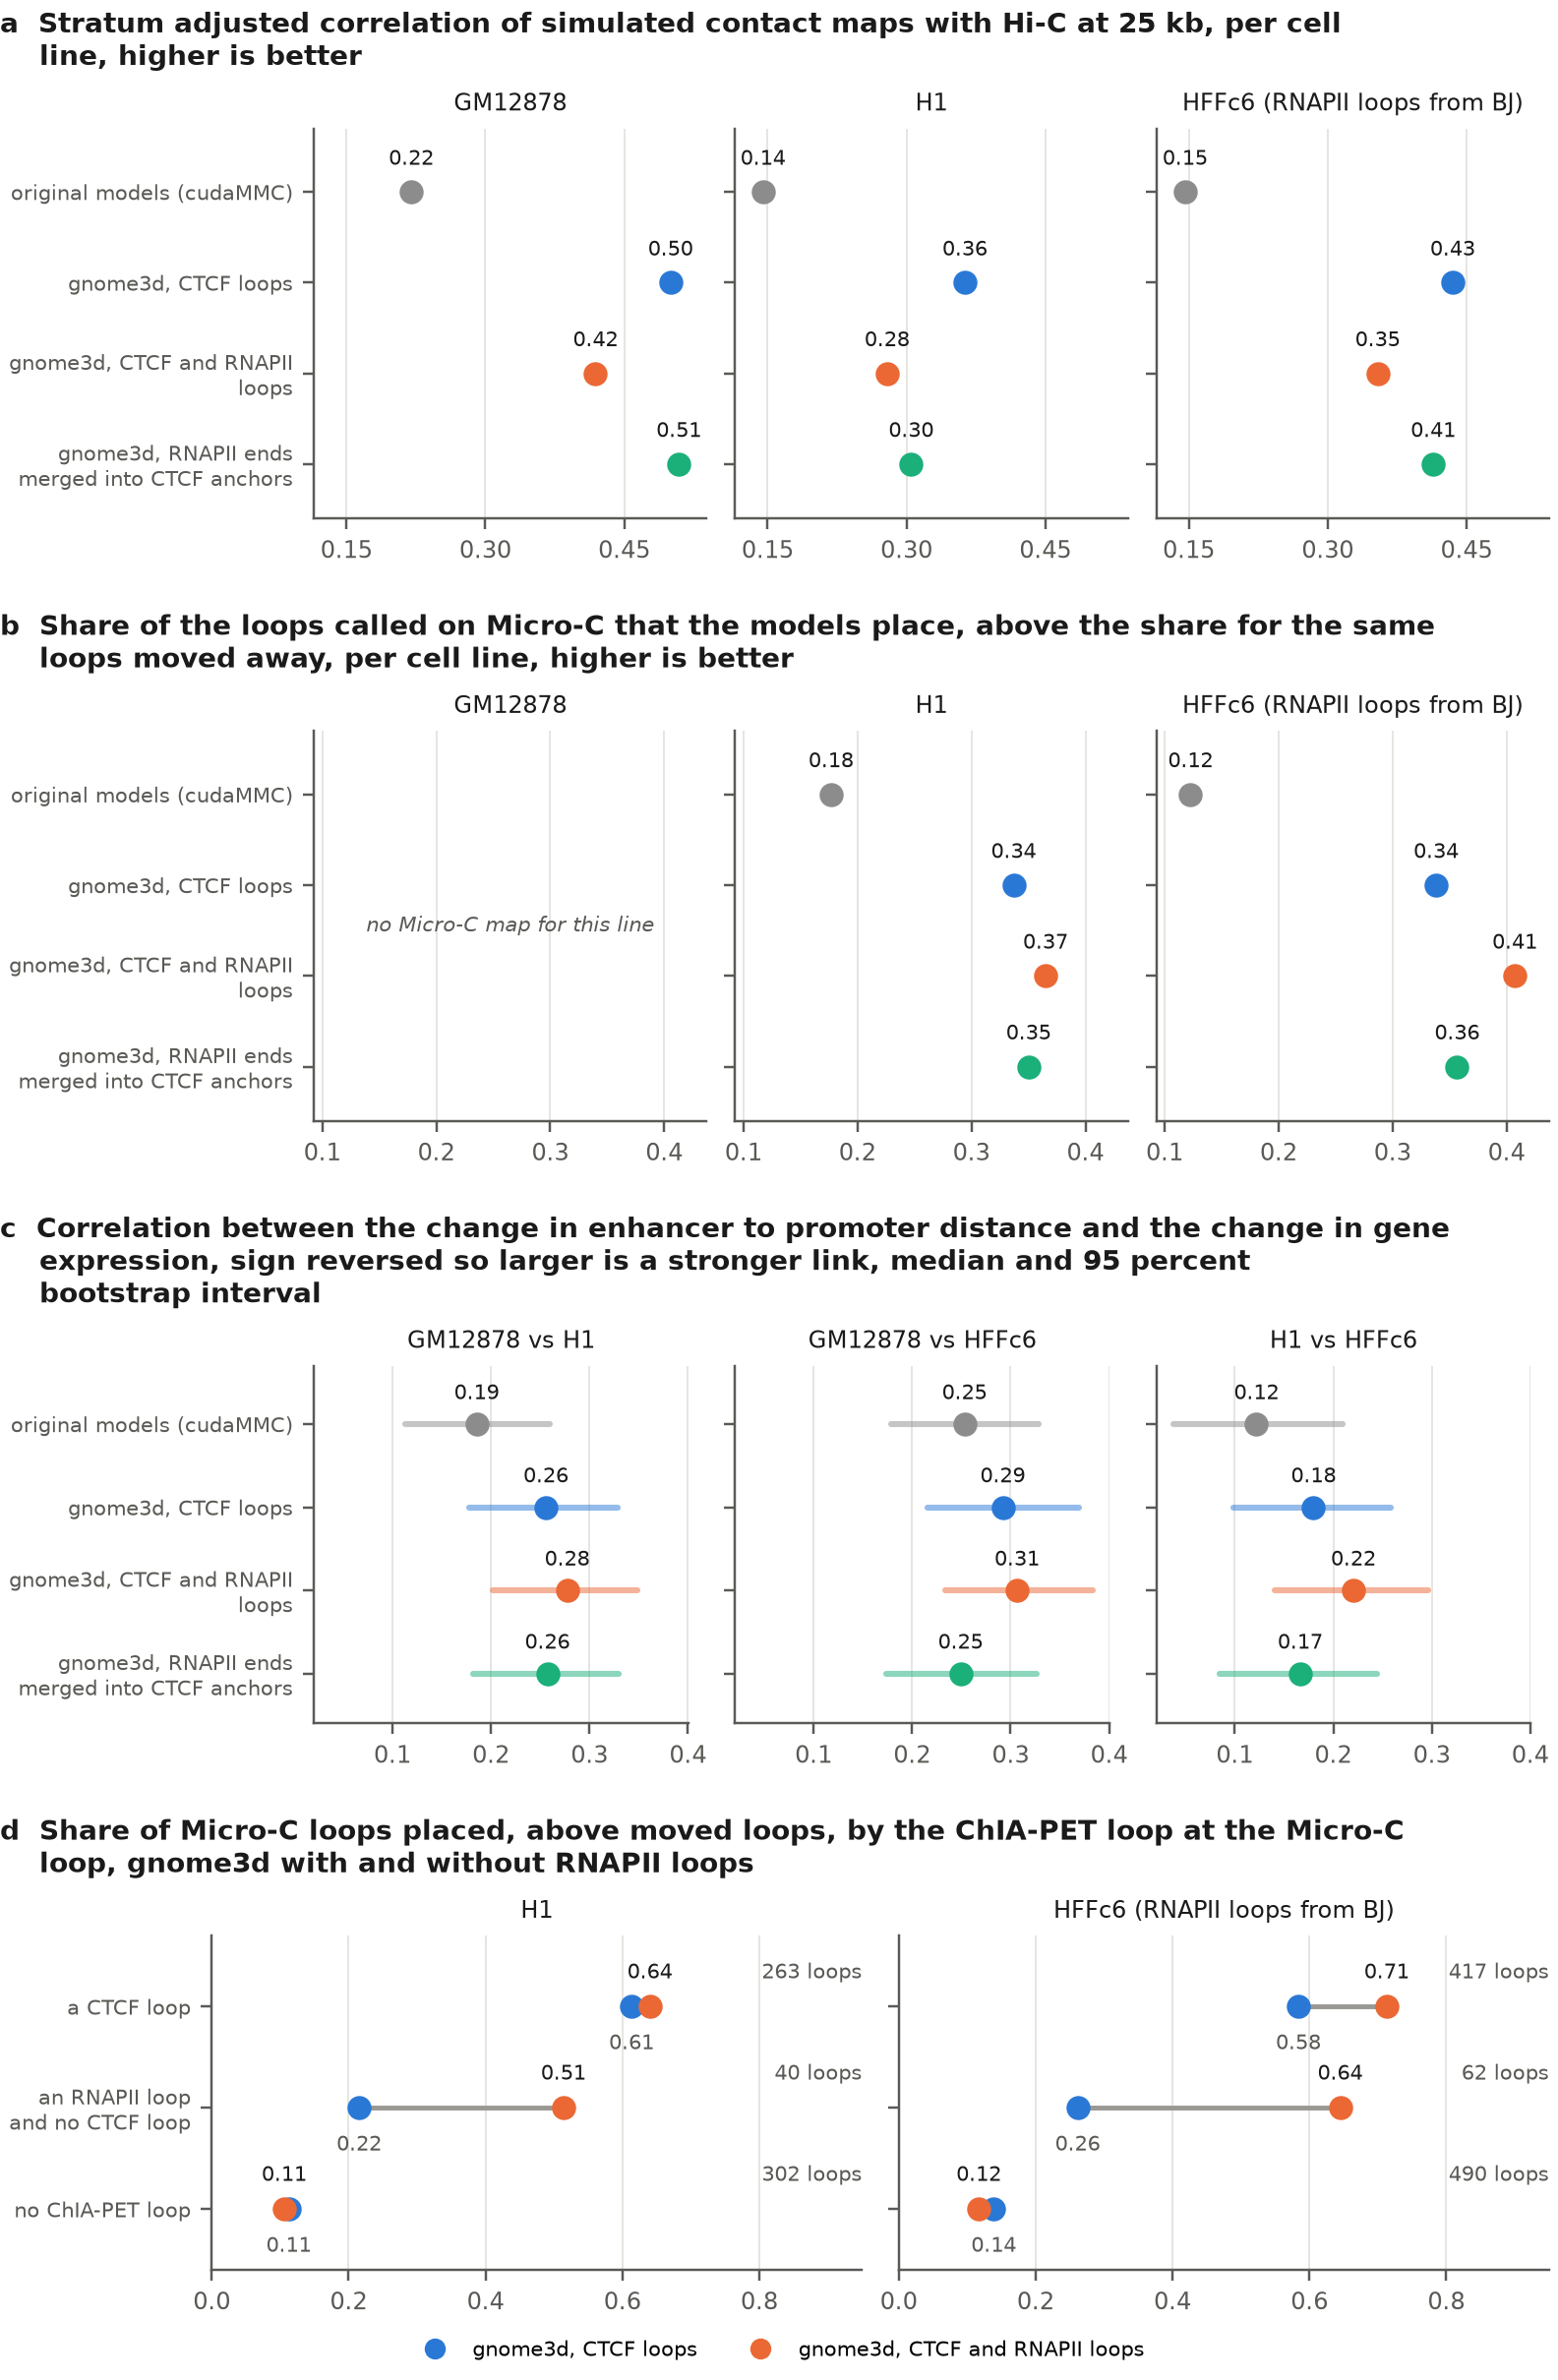 a Stratum adjusted correlation of simulated contact maps with Hi-C at 25 kb, per cell
line, higher is better
GM12878
H1
HFFc6 (RNAPII loops from BJ)
original models (cudaMMC)
0.22
0.14
0.15
gnome3d, CTCF loops
0.50
0.36
0.43
gnome3d, CTCF and RNAPII
loops
0.42
0.28
0.35
gnome3d, RNAPII ends
merged into CTCF anchors
0.51
0.30
0.41
0.15 0.30 0.45
0.15 0.30 0.45
0.15 0.30 0.45
b Share of the loops called on Micro-C that the models place, above the share for the same
loops moved away, per cell line, higher is better
GM12878
H1
HFFc6 (RNAPII loops from BJ)
original models (cudaMMC)
0.18
0.12
gnome3d, CTCF loops
0.34
0.34
no Micro-C map for this line
gnome3d, CTCF and RNAPII
loops
0.37
0.41
gnome3d, RNAPII ends
merged into CTCF anchors
0.35
0.36
0.1 0.2 0.3 0.4
0.1 0.2 0.3 0.4
0.1 0.2 0.3 0.4
c Correlation between the change in enhancer to promoter distance and the change in gene
expression, sign reversed so larger is a stronger link, median and 95 percent
bootstrap interval
GM12878 vs H1
GM12878 vs HFFc6
H1 vs HFFc6
original models (cudaMMC)
0.19
0.25
0.12
gnome3d, CTCF loops
0.26
0.29
0.18
gnome3d, CTCF and RNAPII
loops
0.28
0.31
0.22
gnome3d, RNAPII ends
merged into CTCF anchors
0.26
0.25
0.17
0.1 0.2 0.3 0.4
0.1 0.2 0.3 0.4
0.1 0.2 0.3 0.4
d Share of Micro-C loops placed, above moved loops, by the ChIA-PET loop at the Micro-C
loop, gnome3d with and without RNAPII loops
H1
HFFc6 (RNAPII loops from BJ)
a CTCF loop
0.64
263 loops
0.61
0.71
417 loops
0.58
an RNAPII loop
and no CTCF loop
0.51
40 loops
0.22
0.64
62 loops
0.26
no ChIA-PET loop
0.11
302 loops
0.11
0.12
490 loops
0.14
0.0 0.2 0.4 0.6 0.8
0.0 0.2 0.4 0.6 0.8
gnome3d, CTCF loops
gnome3d, CTCF and RNAPII loops